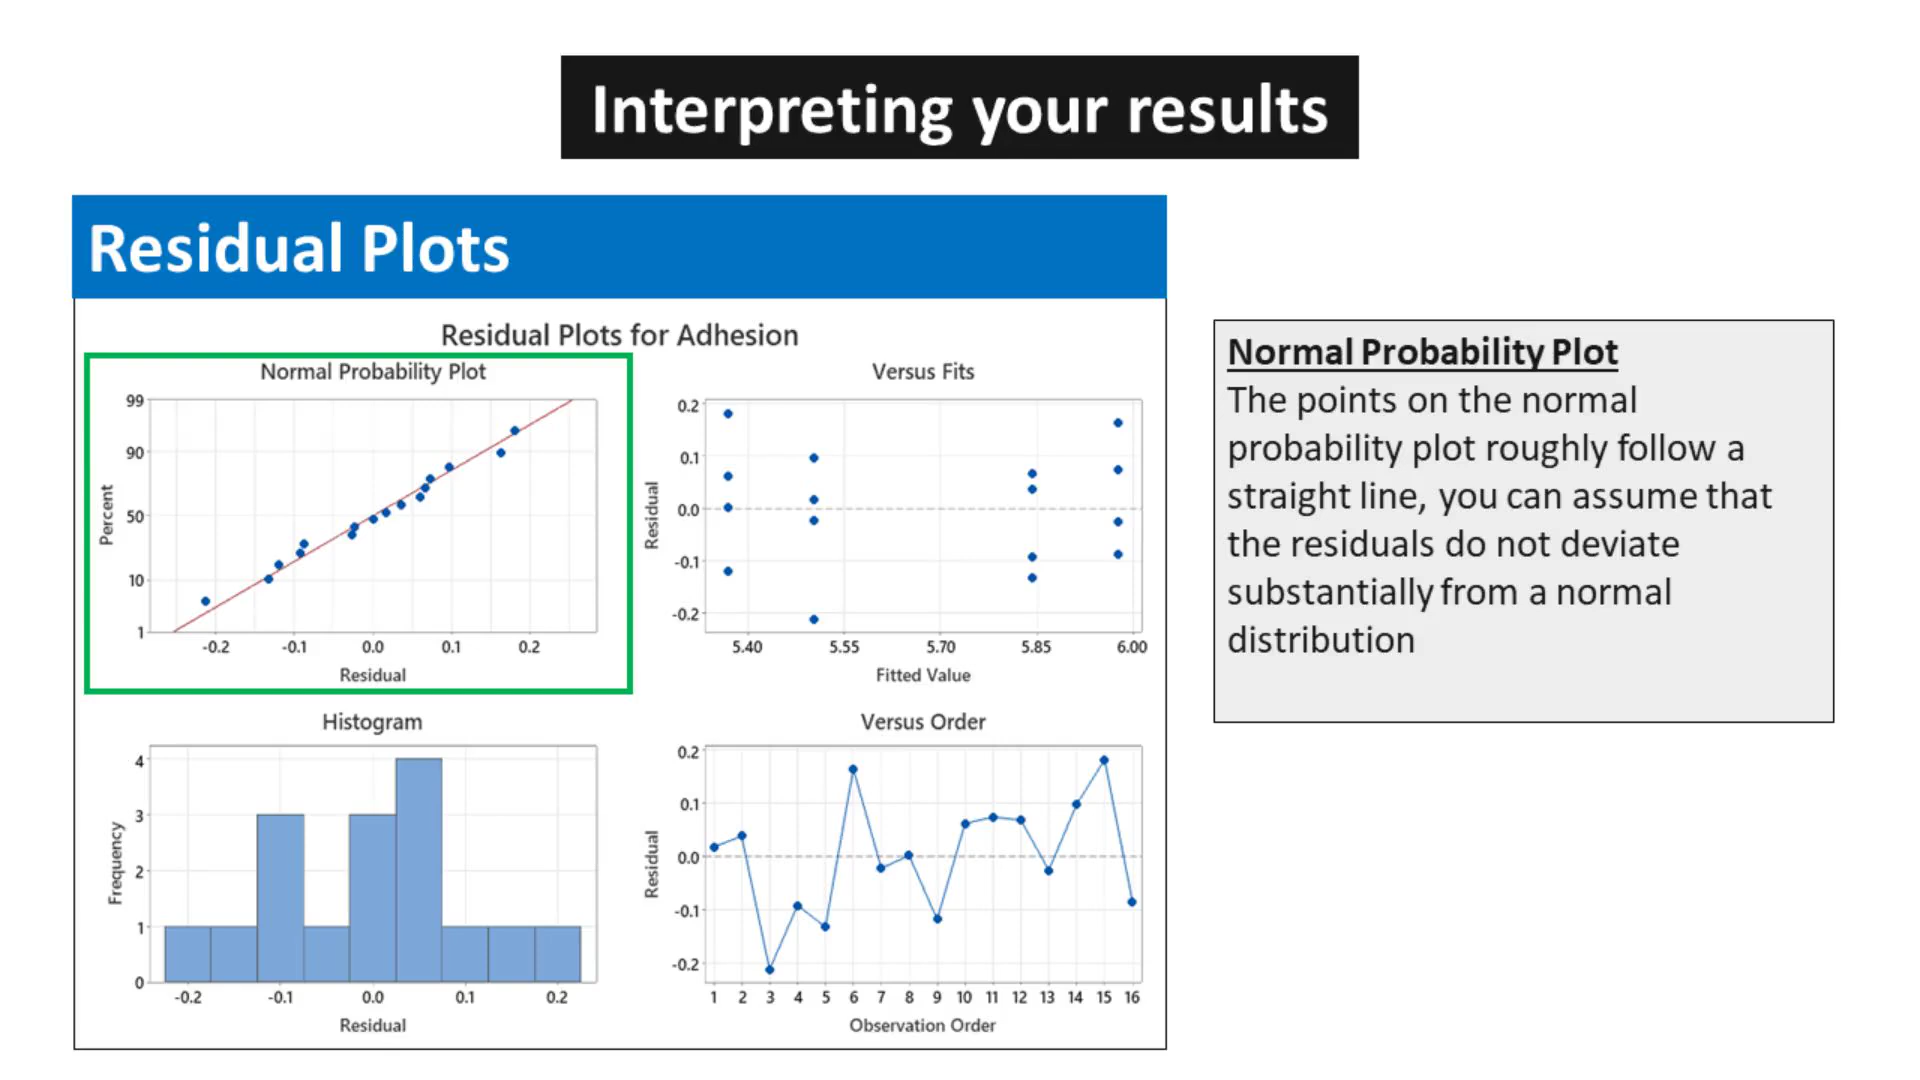 Interpreting your results
Residual Plots
Residual Plots for Adhesion
Normal Probability Plot
99
90
50
10
1
Percent
-0.2 -0.1 0.0 0.1 0.2
Residual
Versus Fits
0.2
0.1
0.0
-0.1
-0.2
Residual
5.40 5.55 5.70 5.85 6.00
Fitted Value
Histogram
4
3
2
1
0
Frequency
-0.2 -0.1 0.0 0.1 0.2
Residual
Versus Order
0.2
0.1
0.0
-0.1
-0.2
Residual
1 2 3 4 5 6 7 8 9 10 11 12 13 14 15 16
Observation Order
Normal Probability Plot
The points on the normal
probability plot roughly follow a
straight line, you can assume that
the residuals do not deviate
substantially from a normal
distribution